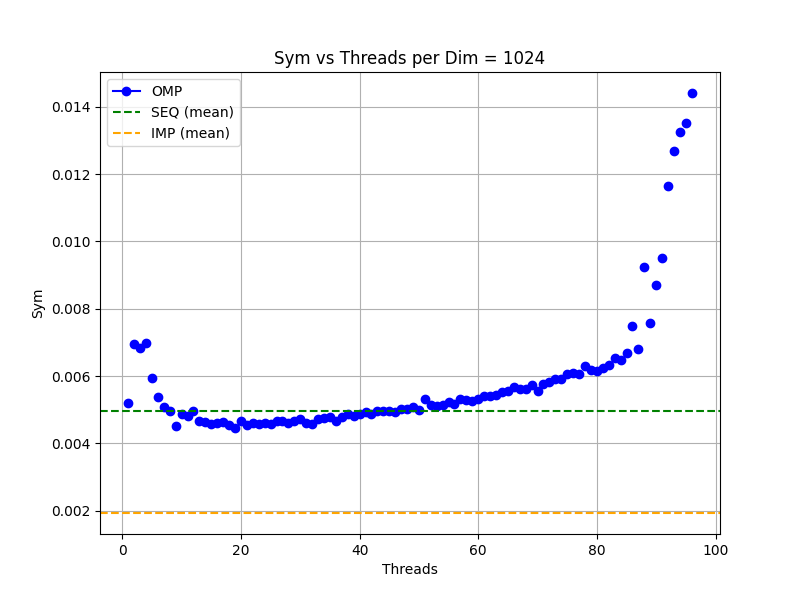 Sym vs Threads per Dim = 1024
OMP
SEQ (mean)
IMP (mean)
Sym
0.014
0.012
0.010
0.008
0.006
0.004
0.002
0 20 40 60 80 100
Threads